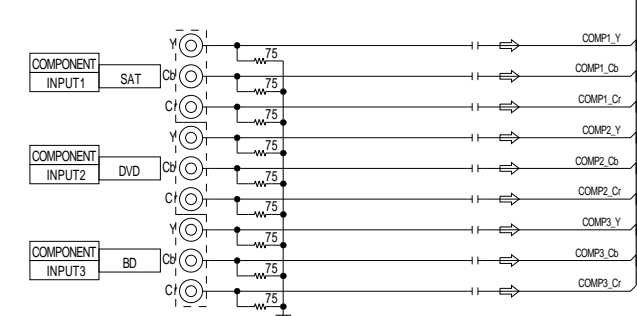 Y
COMP1_Y
75
COMPONENT
INPUT1
SAT
Cb
COMP1_Cb
75
Cr
COMP1_Cr
75
Y
COMP2_Y
75
COMPONENT
INPUT2
DVD
Cb
COMP2_Cb
75
Cr
COMP2_Cr
75
Y
COMP3_Y
75
COMPONENT
INPUT3
BD
Cb
COMP3_Cb
75
Cr
COMP3_Cr
75